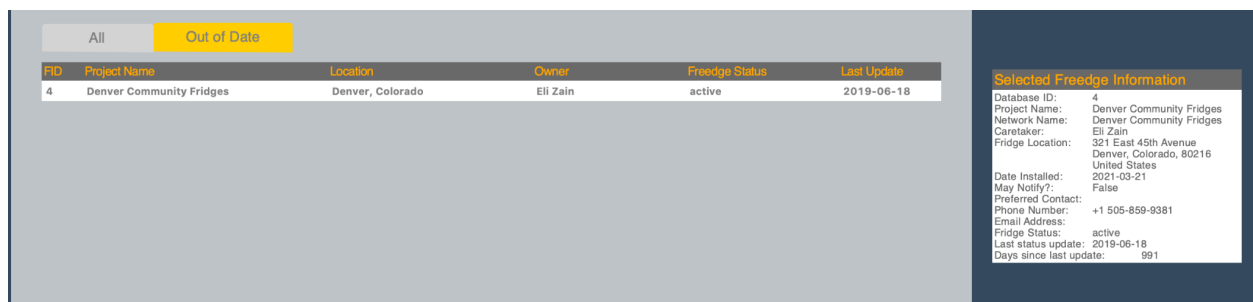 All Out of Date
FID Project Name Location Owner Freedge Status Last Update
4 Denver Community Fridges Denver, Colorado Eli Zain active 2019-06-18
Selected Freedge Information
Database ID: 4
Project Name: Denver Community Fridges
Network Name: Denver Community Fridges
Caretaker: Eli Zain
Fridge Location: 321 East 45th Avenue
Denver, Colorado, 80216
United States
Date Installed: 2021-03-21
May Notify?: False
Preferred Contact:
Phone Number: +1 505-859-9381
Email Address:
Fridge Status: active
Last status update: 2019-06-18
Days since last update: 991